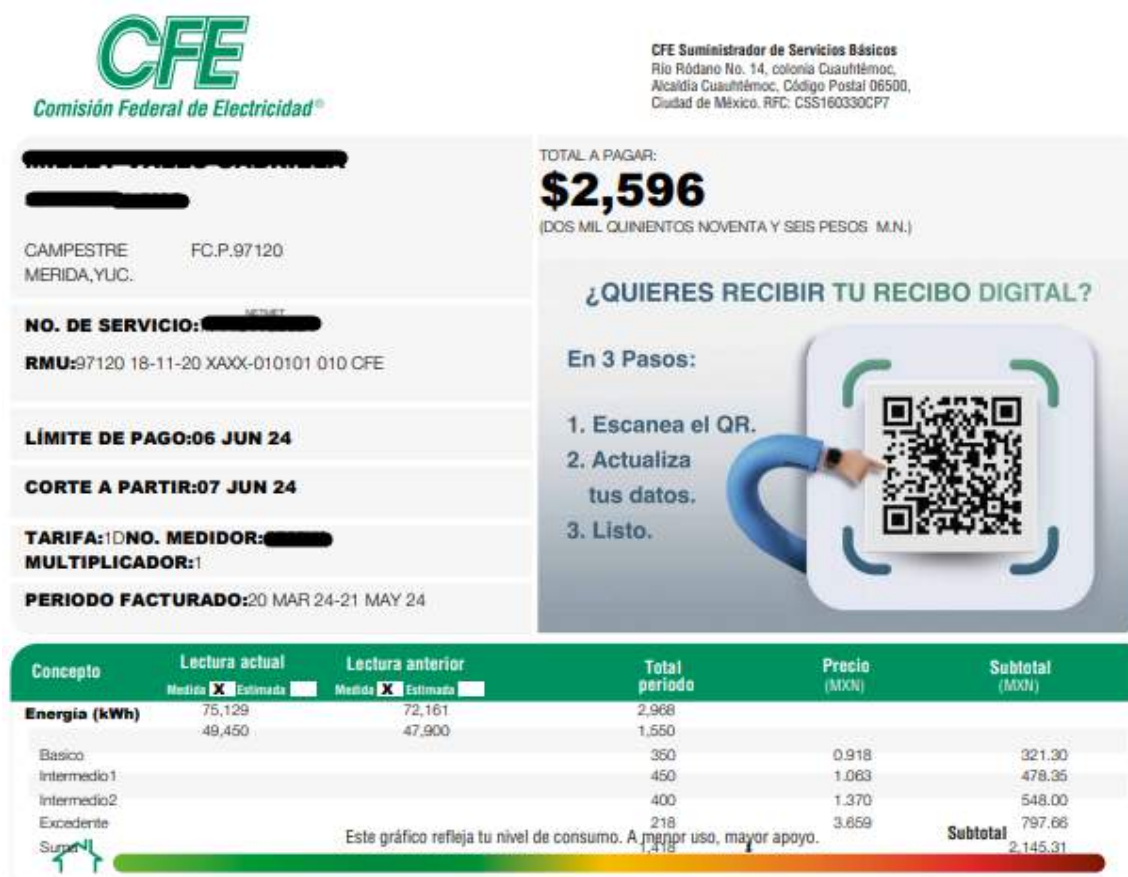 CFE
Comisión Federal de Electricidad®
CFE Suministrador de Servicios Básicos
Río Ródano No. 14, colonia Cuauhtémoc,
Alcaldía Cuauhtémoc, Código Postal 06500,
Ciudad de México. RFC: CSS160330CP7
CAMPESTRE FC.P.97120
MERIDA,YUC.
NO. DE SERVICIO:
RMU:97120 18-11-20 XAXX-010101 010 CFE
LÍMITE DE PAGO:06 JUN 24
CORTE A PARTIR:07 JUN 24
TARIFA:1DNO. MEDIDOR:
MULTIPLICADOR:1
PERIODO FACTURADO:20 MAR 24-21 MAY 24
TOTAL A PAGAR:
$2,596
(DOS MIL QUINIENTOS NOVENTA Y SEIS PESOS M.N.)
¿QUIERES RECIBIR TU RECIBO DIGITAL?
En 3 Pasos:
1. Escanea el QR.
2. Actualiza
tus datos.
3. Listo.
Concepto Lectura actual Lectura anterior Total periodo Precio (MXN) Subtotal (MXN)
Medida X Estimada Medida X Estimada
Energía (kWh) 75,129 72,161 2,968
49,450 47,900 1,550
Basico 350 0.918 321.30
Intermedio1 450 1.063 478.35
Intermedio2 400 1.370 548.00
Excedente 218 3.659 797.66
Suma 1,418 2,145.31
Este gráfico refleja tu nivel de consumo. A menor uso, mayor apoyo. Subtotal